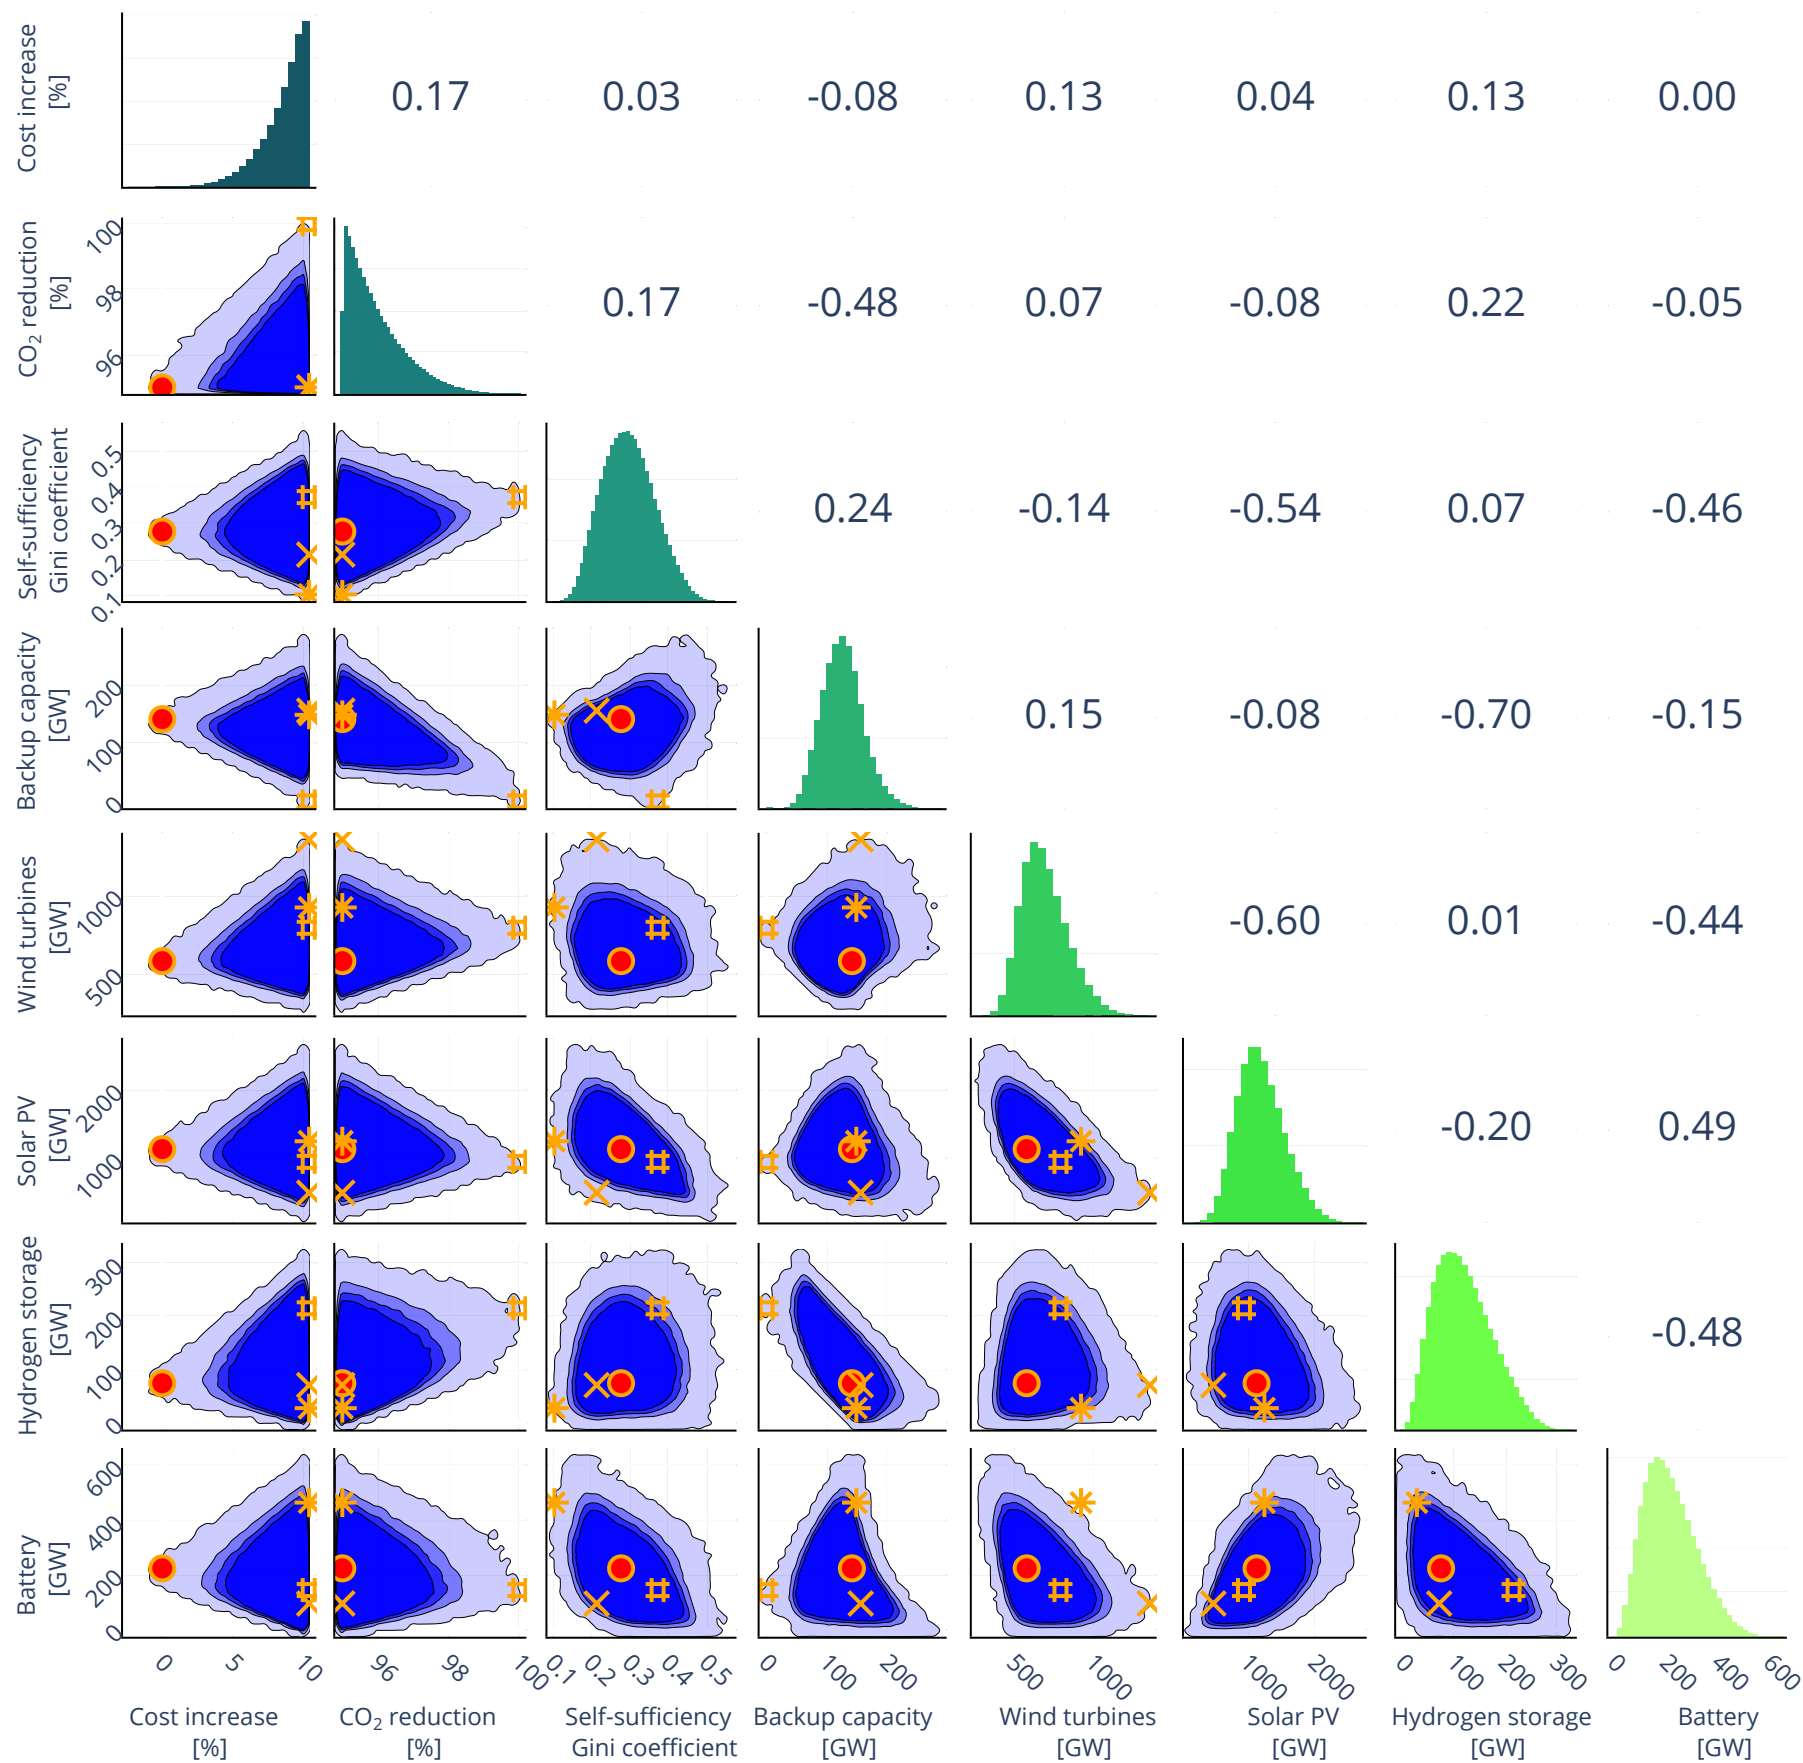 Cost increase
[%]
0.17
0.03
-0.08
0.13
0.04
0.13
0.00
CO2 reduction
[%]
100
98
96
0.17
-0.48
0.07
-0.08
0.22
-0.05
Self-sufficiency
Gini coefficient
0.5
0.4
0.3
0.2
0.1
0.24
-0.14
-0.54
0.07
-0.46
Backup capacity
[GW]
200
100
0
0.15
-0.08
-0.70
-0.15
Wind turbines
[GW]
1000
500
-0.60
0.01
-0.44
Solar PV
[GW]
2000
1000
-0.20
0.49
Hydrogen storage
[GW]
300
200
100
0
-0.48
Battery
[GW]
600
400
200
0
0 5 10
96 98 100
0.1 0.2 0.3 0.4 0.5
0 100 200
500 1000
1000 2000
0 100 200 300
0 200 400 600
Cost increase
[%]
CO2 reduction
[%]
Self-sufficiency
Gini coefficient
Backup capacity
[GW]
Wind turbines
[GW]
Solar PV
[GW]
Hydrogen storage
[GW]
Battery
[GW]